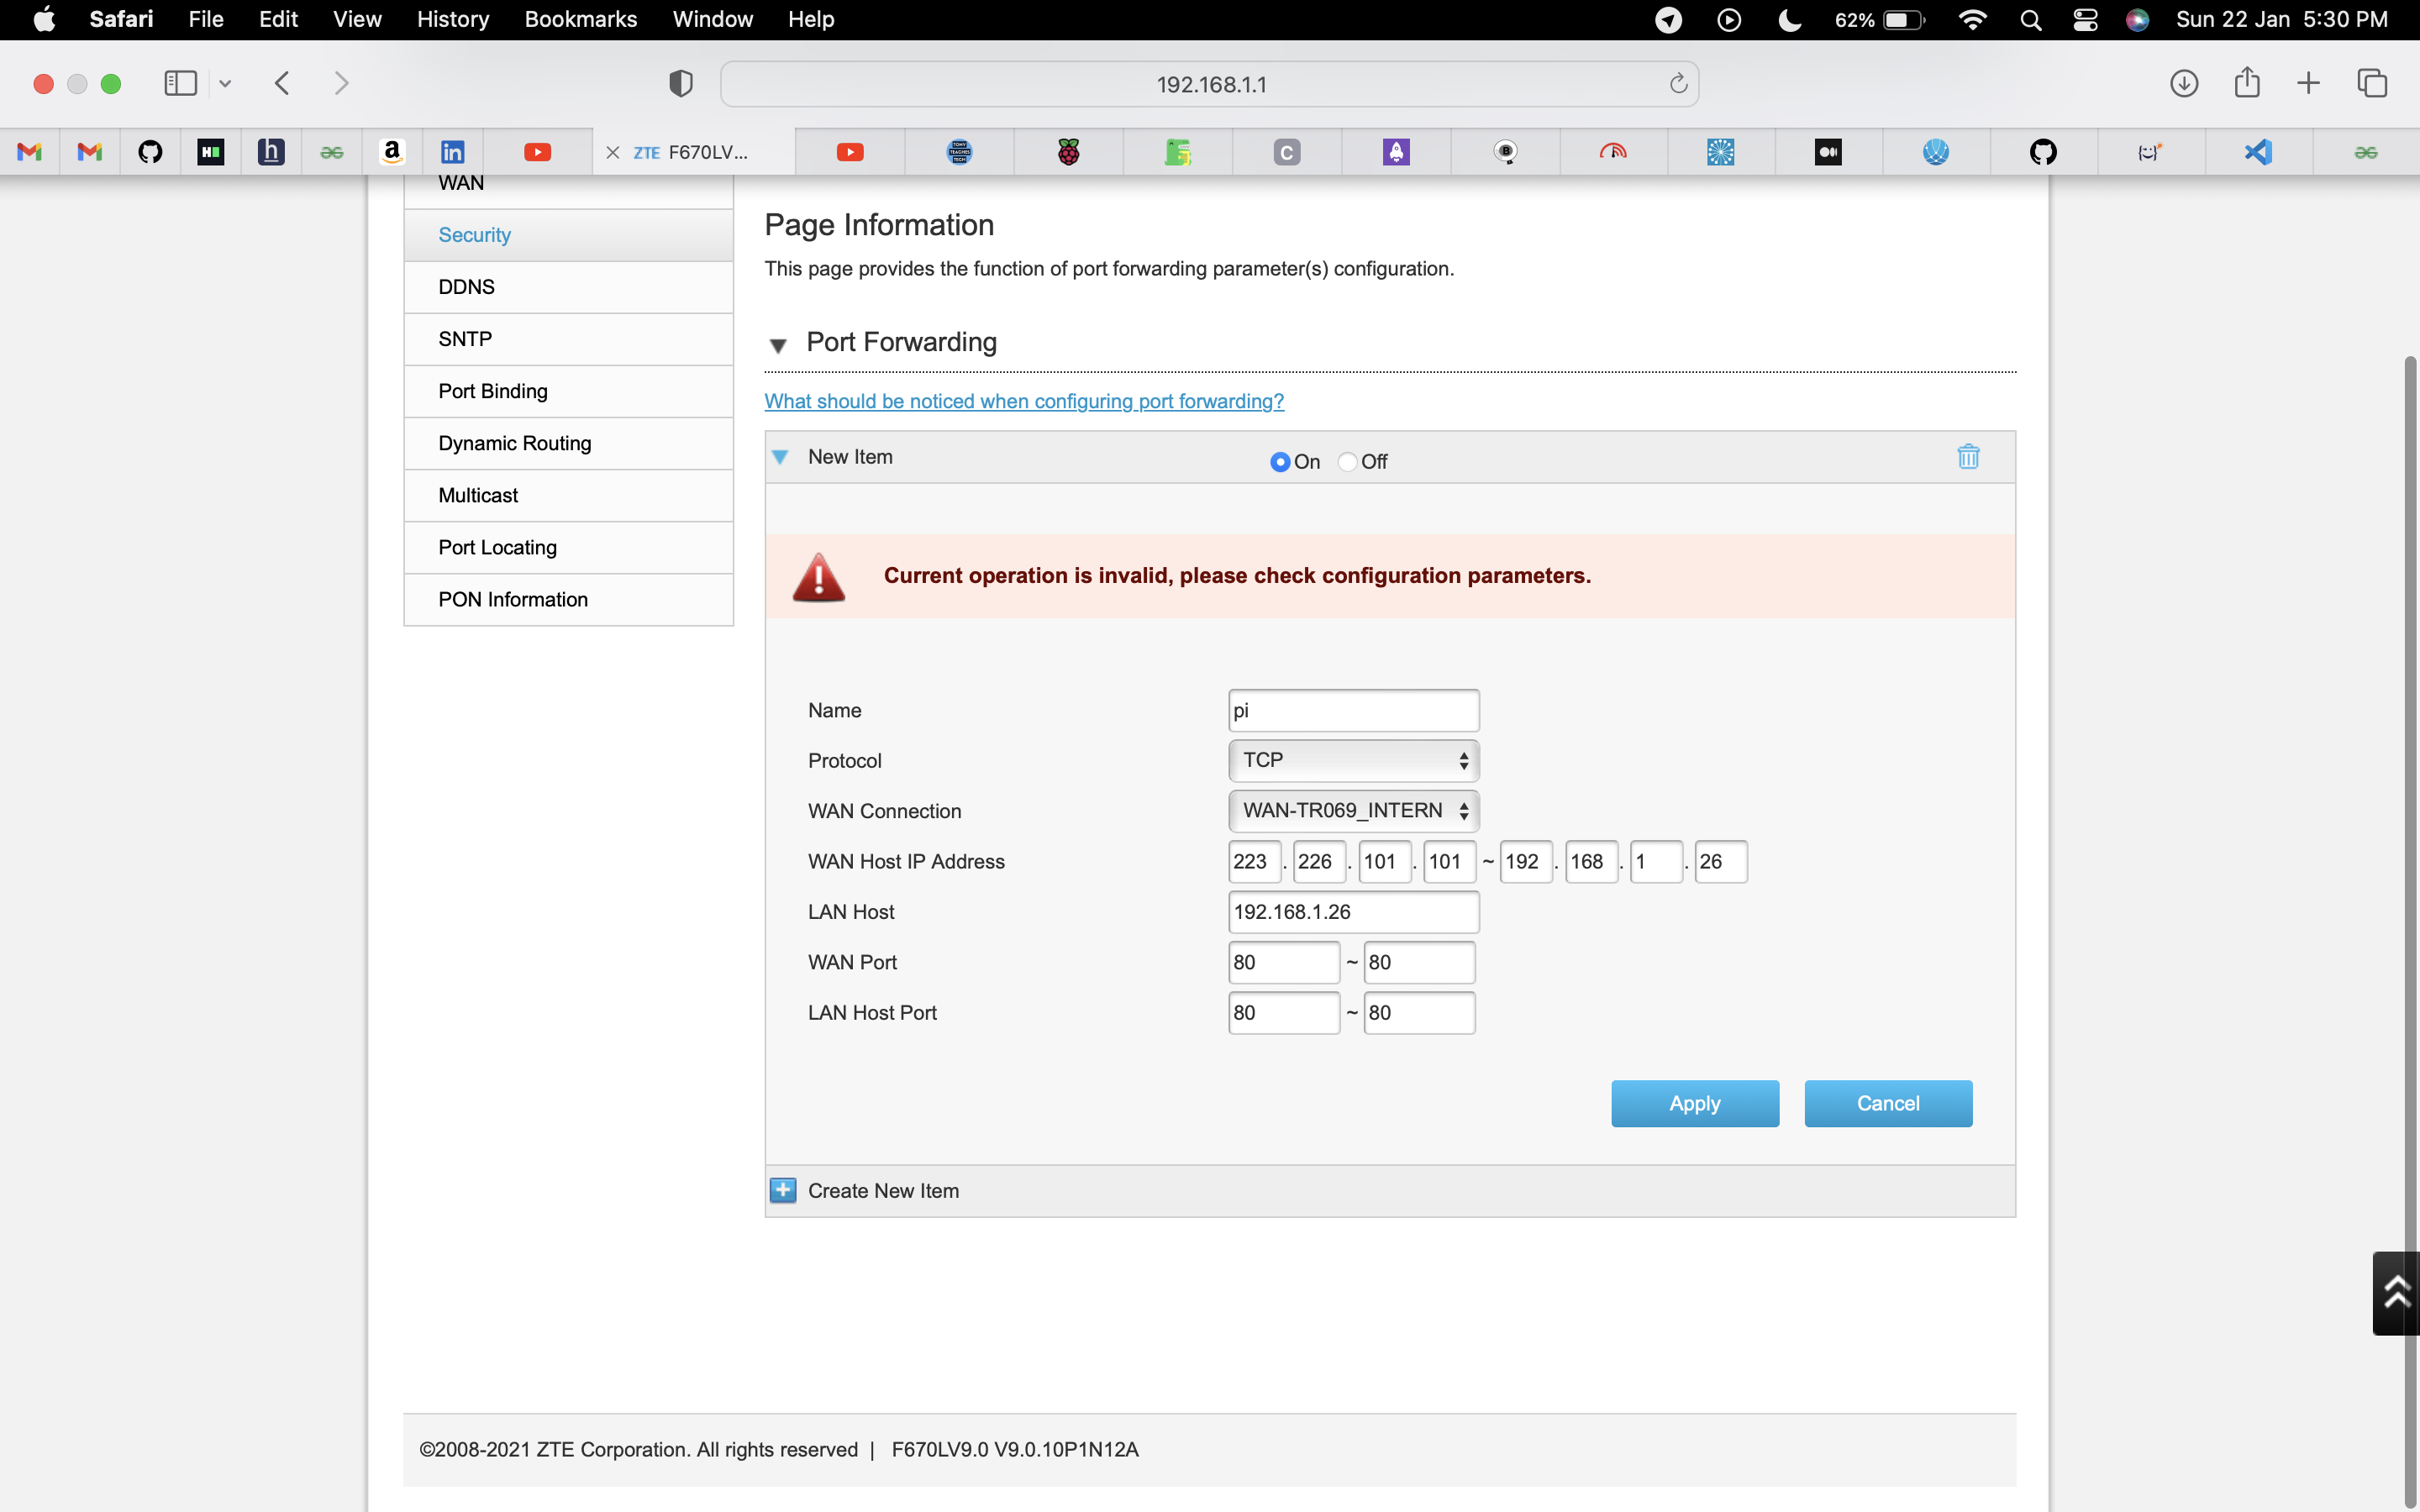 Safari File Edit View History Bookmarks Window Help 62% Sun 22 Jan 5:30 PM
192.168.1.1
H h a in ZTE F670LV... TONY TEACHES TECH C B
WAN
Security
DDNS
SNTP
Port Binding
Dynamic Routing
Multicast
Port Locating
PON Information
Page Information
This page provides the function of port forwarding parameter(s) configuration.
Port Forwarding
What should be noticed when configuring port forwarding?
New Item On Off
Current operation is invalid, please check configuration parameters.
Name pi
Protocol TCP
WAN Connection WAN-TR069_INTERN
WAN Host IP Address 223 . 226 . 101 . 101 ~ 192 . 168 . 1 . 26
LAN Host 192.168.1.26
WAN Port 80 ~ 80
LAN Host Port 80 ~ 80
Apply Cancel
Create New Item
©2008-2021 ZTE Corporation. All rights reserved | F670LV9.0 V9.0.10P1N12A